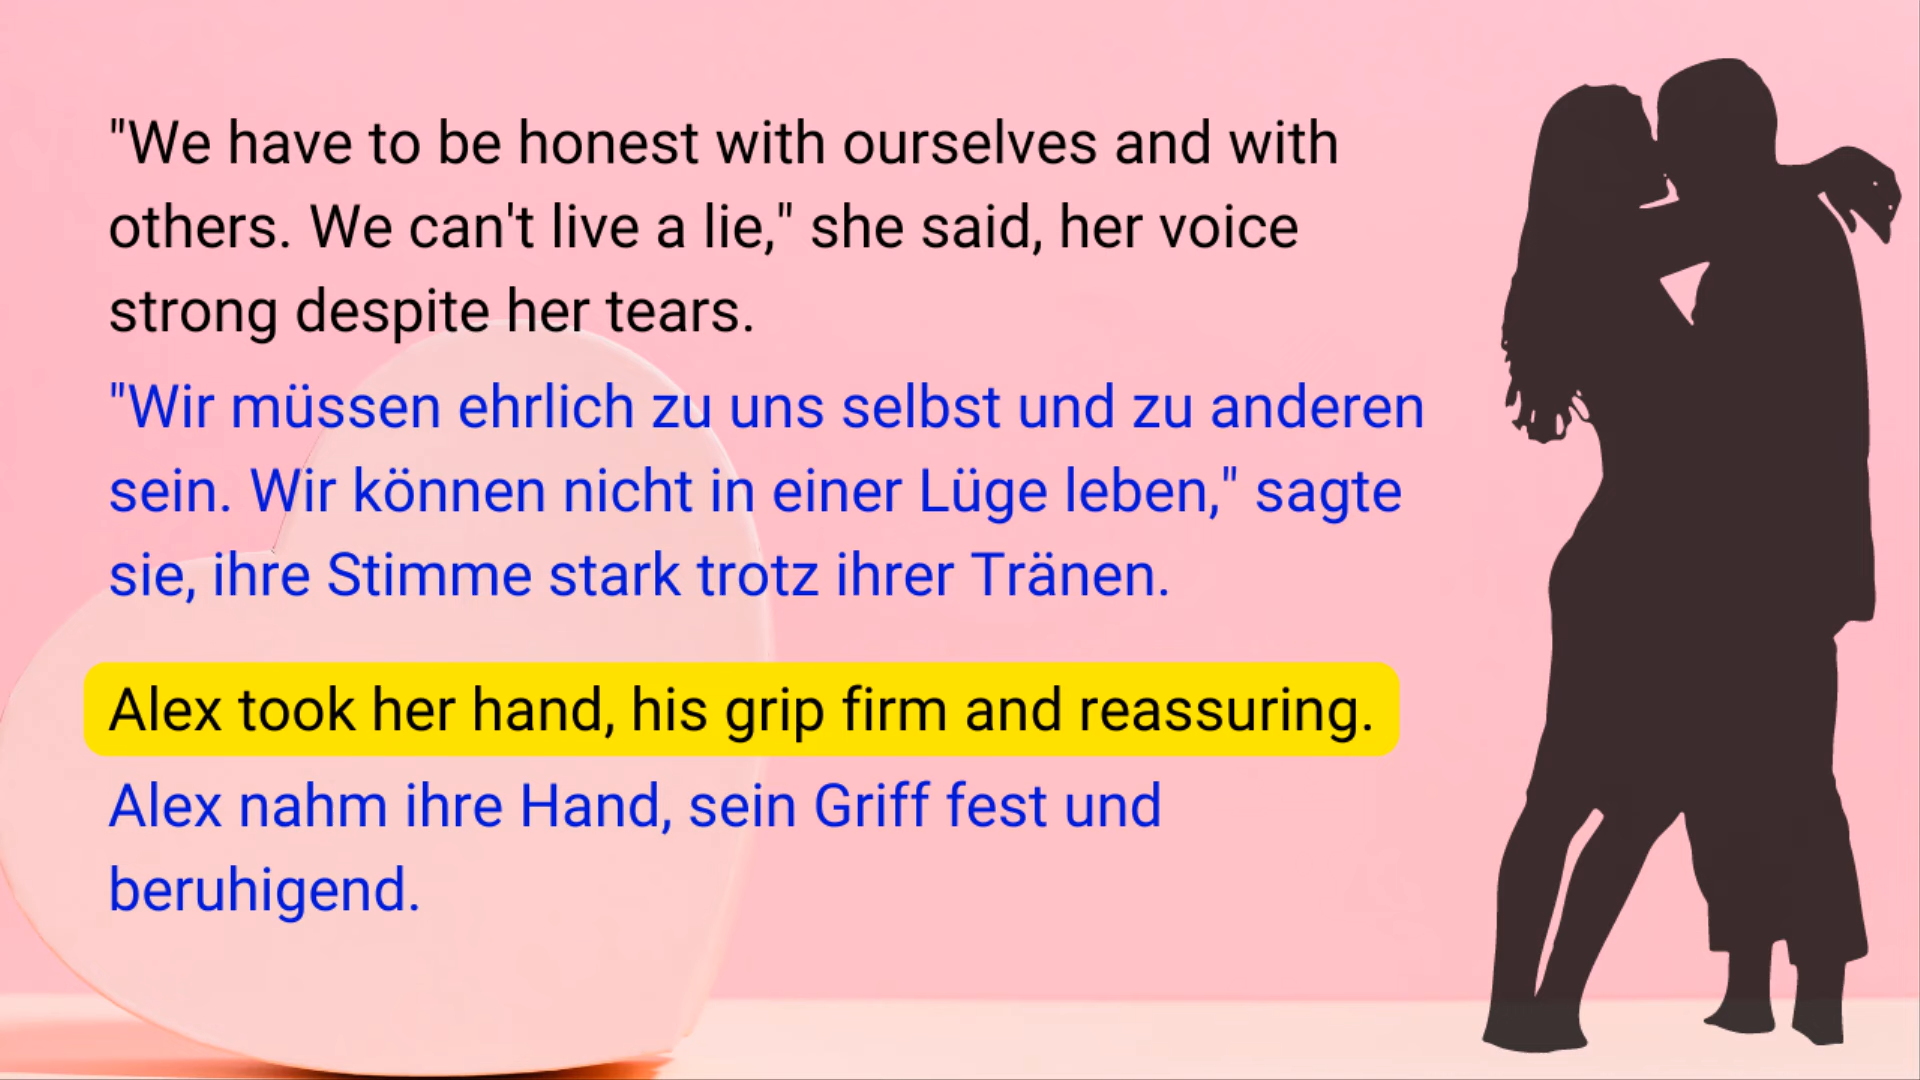 "We have to be honest with ourselves and with
others. We can't live a lie," she said, her voice
strong despite her tears.
"Wir müssen ehrlich zu uns selbst und zu anderen
sein. Wir können nicht in einer Lüge leben," sagte
sie, ihre Stimme stark trotz ihrer Tränen.
Alex took her hand, his grip firm and reassuring.
Alex nahm ihre Hand, sein Griff fest und
beruhigend.